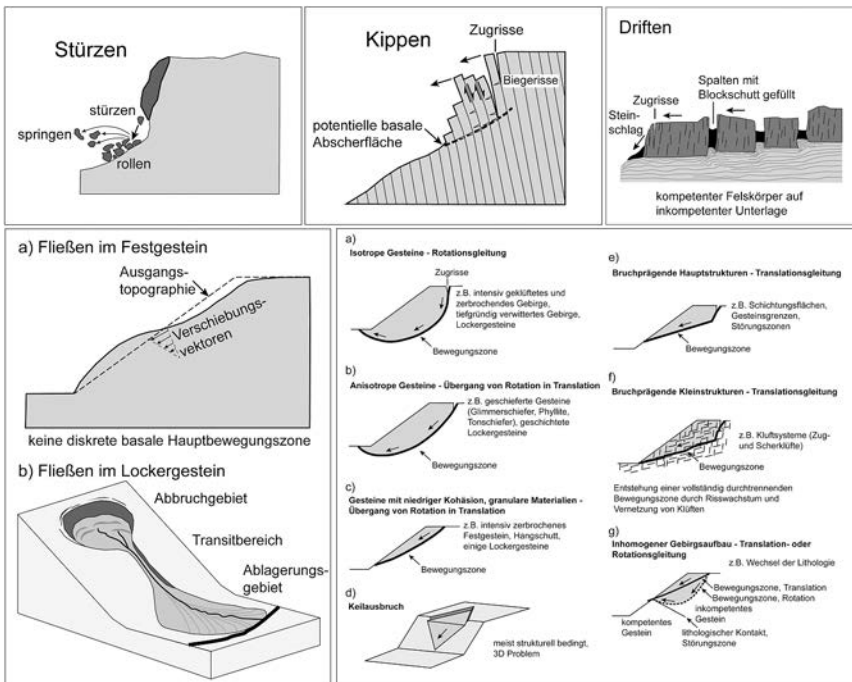 Stürzen
stürzen
springen
rollen
Kippen
Zugrisse
Biegerisse
potentielle basale
Abscherfläche
Driften
Spalten mit
Blockschutt gefüllt
Zugrisse
Stein-
schlag
kompetenter Felskörper auf
inkompetenter Unterlage
a) Fließen im Festgestein
Ausgangs-
topographie
Verschiebungs-
vektoren
keine diskrete basale Hauptbewegungszone
b) Fließen im Lockergestein
Abbruchgebiet
Transitbereich
Ablagerungs-
gebiet
a)
Isotrope Gesteine - Rotationsgleitung
Zugrisse
z.B. intensiv geklüftetes und
zerbrochenes Gebirge,
tiefgründig verwittertes Gebirge,
Lockergesteine
Bewegungszone
b)
Anisotrope Gesteine - Übergang von Rotation in Translation
z.B. geschieferte Gesteine
(Glimmerschiefer, Phyllite,
Tonschiefer), geschichtete
Lockergesteine
Bewegungszone
c)
Gesteine mit niedriger Kohäsion, granulare Materialien -
Übergang von Rotation in Translation
z.B. intensiv zerbrochenes
Festgestein, Hangschutt,
einige Lockergesteine
Bewegungszone
d)
Keilausbruch
meist strukturell bedingt,
3D Problem
e)
Bruchprägende Hauptstrukturen - Translationsgleitung
z.B. Schichtungsflächen,
Gesteinsgrenzen,
Störungszonen
Bewegungszone
f)
Bruchprägende Kleinstrukturen - Translationsgleitung
z.B. Kluftsysteme (Zug-
und Scherklüfte)
Bewegungszone
Entstehung einer vollständig durchtrennenden
Bewegungszone durch Risswachstum und
Vernetzung von Klüften
g)
Inhomogener Gebirgsaufbau - Translation- oder
Rotationsgleitung
z.B. Wechsel der Lithologie
Bewegungszone, Translation
Bewegungszone, Rotation
inkompetentes
Gestein
kompetentes
Gestein
lithologischer Kontakt,
Störungszone